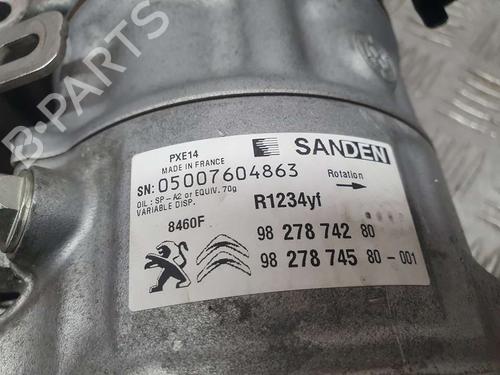 B-PARTS
PXE14
MADE IN FRANCE
SANDEN
SN: 05007604863
OIL: SP-A2 or EQUIV. 70g
VARIABLE DISP.
Rotation
8460F
R1234yf
98 278 742 80
98 278 745 80 - 001